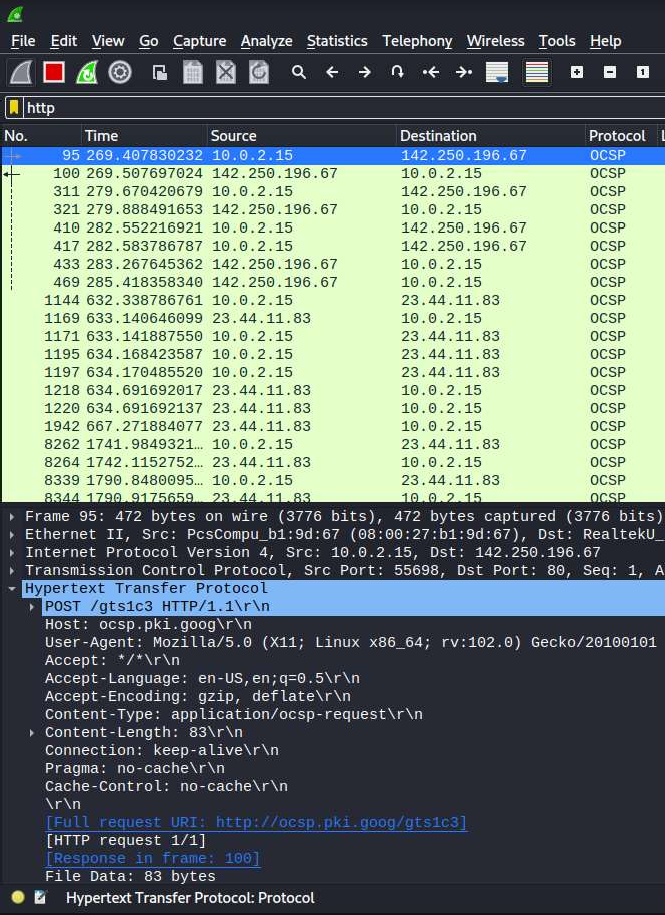 File Edit View Go Capture Analyze Statistics Telephony Wireless Tools Help
http
No. Time Source Destination Protocol
95 269.407830232 10.0.2.15 142.250.196.67 OCSP
100 269.507697024 142.250.196.67 10.0.2.15 OCSP
311 279.670420679 10.0.2.15 142.250.196.67 OCSP
321 279.888491653 142.250.196.67 10.0.2.15 OCSP
410 282.552216921 10.0.2.15 142.250.196.67 OCSP
417 282.583786787 10.0.2.15 142.250.196.67 OCSP
433 283.267645362 142.250.196.67 10.0.2.15 OCSP
469 285.418358340 142.250.196.67 10.0.2.15 OCSP
1144 632.338786761 10.0.2.15 23.44.11.83 OCSP
1169 633.140646099 23.44.11.83 10.0.2.15 OCSP
1171 633.141887550 10.0.2.15 23.44.11.83 OCSP
1195 634.168423587 10.0.2.15 23.44.11.83 OCSP
1197 634.170485520 10.0.2.15 23.44.11.83 OCSP
1218 634.691692017 23.44.11.83 10.0.2.15 OCSP
1220 634.691692137 23.44.11.83 10.0.2.15 OCSP
1942 667.271884077 23.44.11.83 10.0.2.15 OCSP
8262 1741.9849321… 10.0.2.15 23.44.11.83 OCSP
8264 1742.1152752… 23.44.11.83 10.0.2.15 OCSP
8339 1790.8480095… 10.0.2.15 23.44.11.83 OCSP
8344 1790.9175659… 23.44.11.83 10.0.2.15 OCSP
Frame 95: 472 bytes on wire (3776 bits), 472 bytes captured (3776 bits)
Ethernet II, Src: PcsCompu_b1:9d:67 (08:00:27:b1:9d:67), Dst: RealtekU_
Internet Protocol Version 4, Src: 10.0.2.15, Dst: 142.250.196.67
Transmission Control Protocol, Src Port: 55698, Dst Port: 80, Seq: 1, A
Hypertext Transfer Protocol
POST /gts1c3 HTTP/1.1\r\n
Host: ocsp.pki.goog\r\n
User-Agent: Mozilla/5.0 (X11; Linux x86_64; rv:102.0) Gecko/20100101
Accept: */*\r\n
Accept-Language: en-US,en;q=0.5\r\n
Accept-Encoding: gzip, deflate\r\n
Content-Type: application/ocsp-request\r\n
Content-Length: 83\r\n
Connection: keep-alive\r\n
Pragma: no-cache\r\n
Cache-Control: no-cache\r\n
\r\n
[Full request URI: http://ocsp.pki.goog/gts1c3]
[HTTP request 1/1]
[Response in frame: 100]
File Data: 83 bytes
Hypertext Transfer Protocol: Protocol